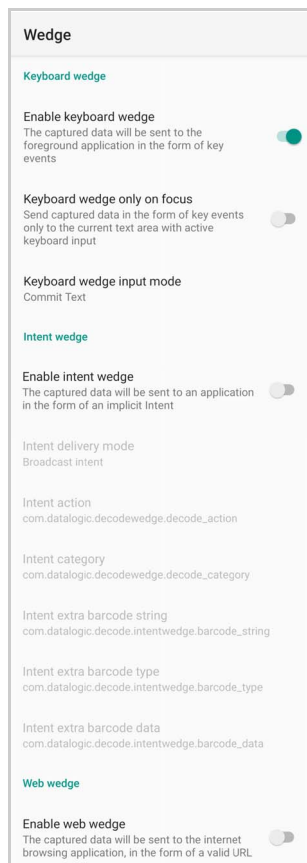 Wedge
Keyboard wedge
Enable keyboard wedge
The captured data will be sent to the
foreground application in the form of key
events
Keyboard wedge only on focus
Send captured data in the form of key events
only to the current text area with active
keyboard input
Keyboard wedge input mode
Commit Text
Intent wedge
Enable intent wedge
The captured data will be sent to an application
in the form of an implicit Intent
Intent delivery mode
Broadcast intent
Intent action
com.datalogic.decodewedge.decode_action
Intent category
com.datalogic.decodewedge.decode_category
Intent extra barcode string
com.datalogic.decode.intentwedge.barcode_string
Intent extra barcode type
com.datalogic.decode.intentwedge.barcode_type
Intent extra barcode data
com.datalogic.decode.intentwedge.barcode_data
Web wedge
Enable web wedge
The captured data will be sent to the internet
browsing application, in the form of a valid URL